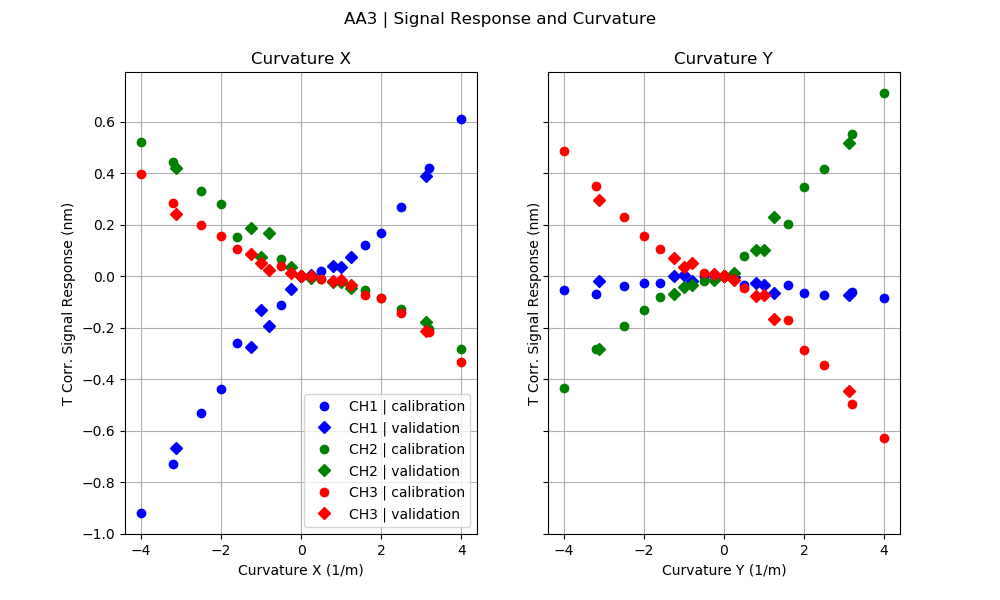 AA3 | Signal Response and Curvature
Curvature X
T Corr. Signal Response (nm)
0.6
0.4
0.2
0.0
−0.2
−0.4
−0.6
−0.8
−1.0
−4
−2
0
2
4
Curvature X (1/m)
CH1 | calibration
CH1 | validation
CH2 | calibration
CH2 | validation
CH3 | calibration
CH3 | validation
Curvature Y
T Corr. Signal Response (nm)
−4
−2
0
2
4
Curvature Y (1/m)